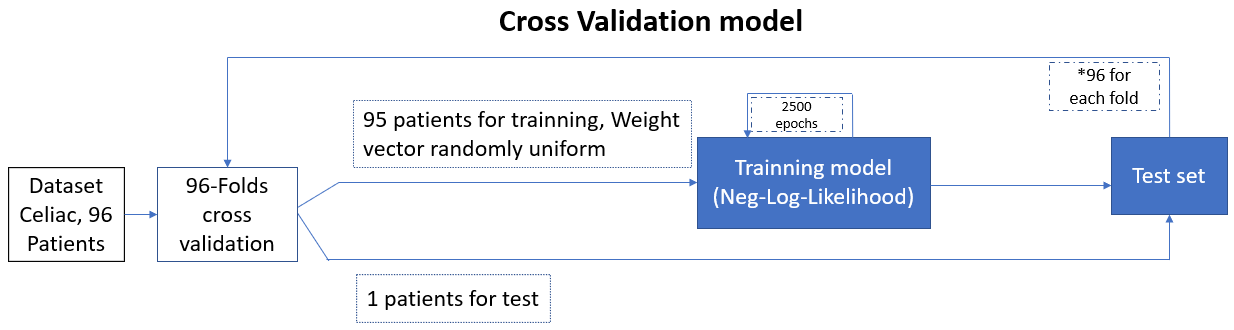 Cross Validation model
*96 for
each fold
2500
epochs
95 patients for trainning, Weight
vector randomly uniform
Dataset
Celiac, 96
Patients
96-Folds
cross
validation
Trainning model
(Neg-Log-Likelihood)
Test set
1 patients for test